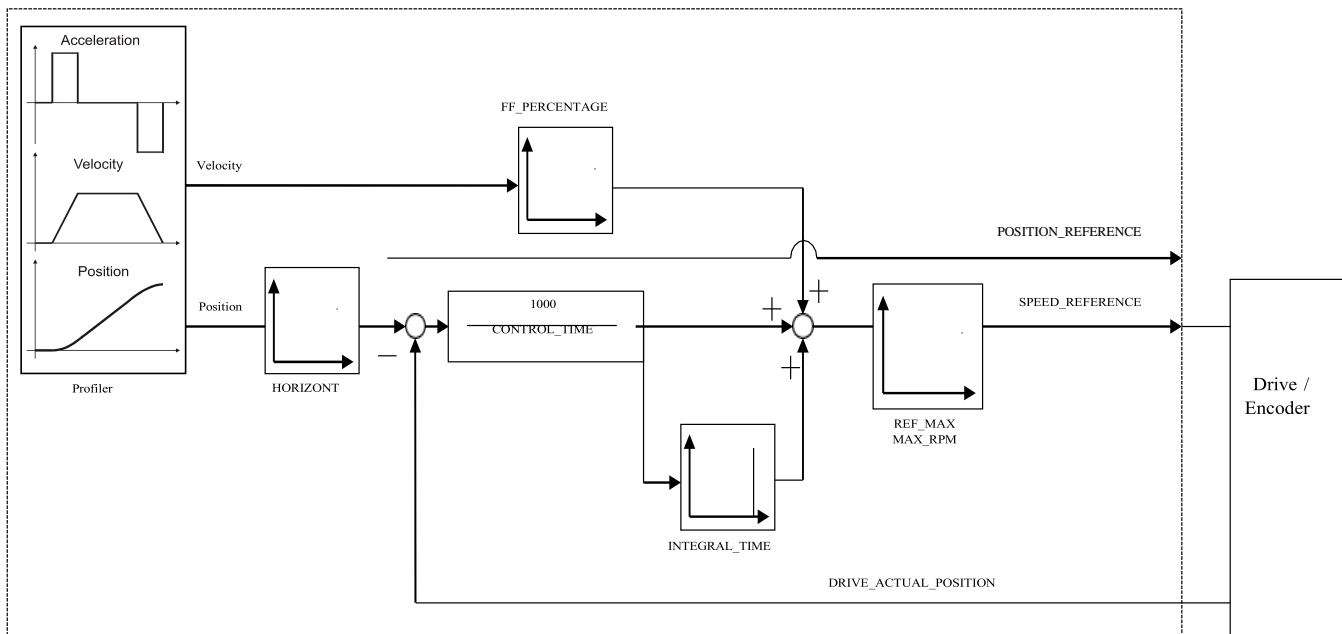 Acceleration
Velocity
Position
Profiler
Velocity
Position
HORIZONT
FF_PERCENTAGE
1000
CONTROL_TIME
INTEGRAL_TIME
REF_MAX
MAX_RPM
POSITION_REFERENCE
SPEED_REFERENCE
DRIVE_ACTUAL_POSITION
Drive /
Encoder